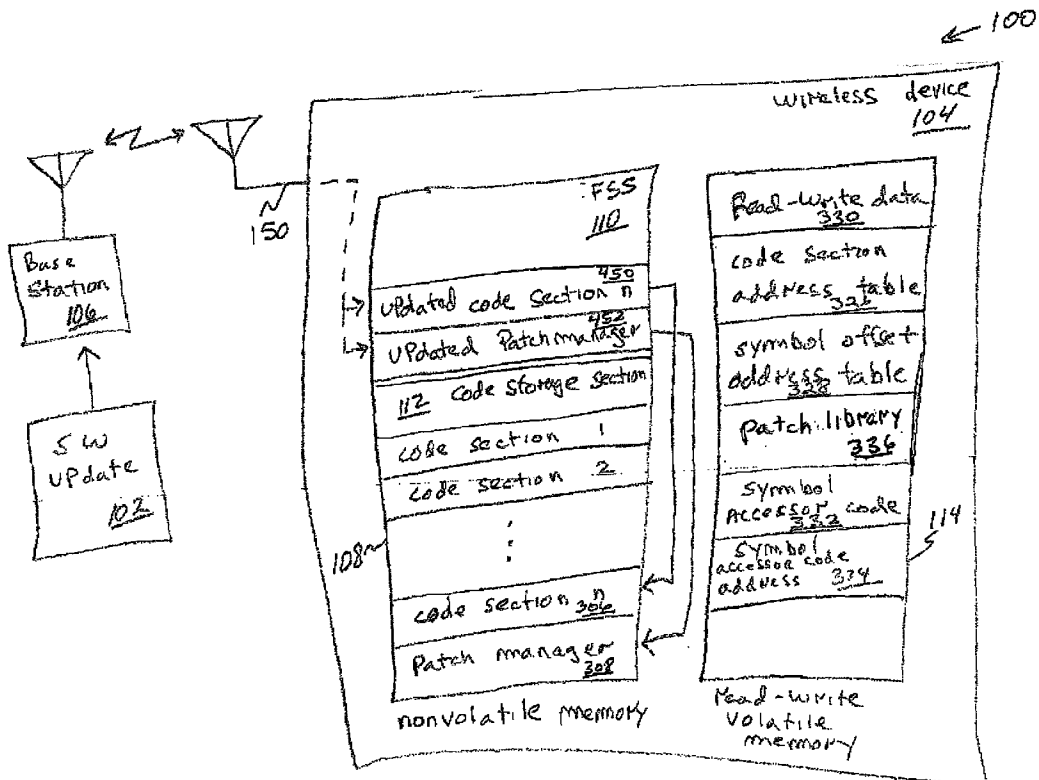 100
wireless device
104
Base
Station
106
SW
UPdate
102
150
FSS
110
450
UPdated code section n
452
UPdated Patch manager
112 code storage section
code section 1
code section 2
108
code section n
306
Patch manager
308
nonvolatile memory
Read-write data
330
code section
address table
symbol offset
address table
328
patch library
336
symbol
Accessor code
332
symbol
accessor code
address 334
114
read-write
volatile
memory